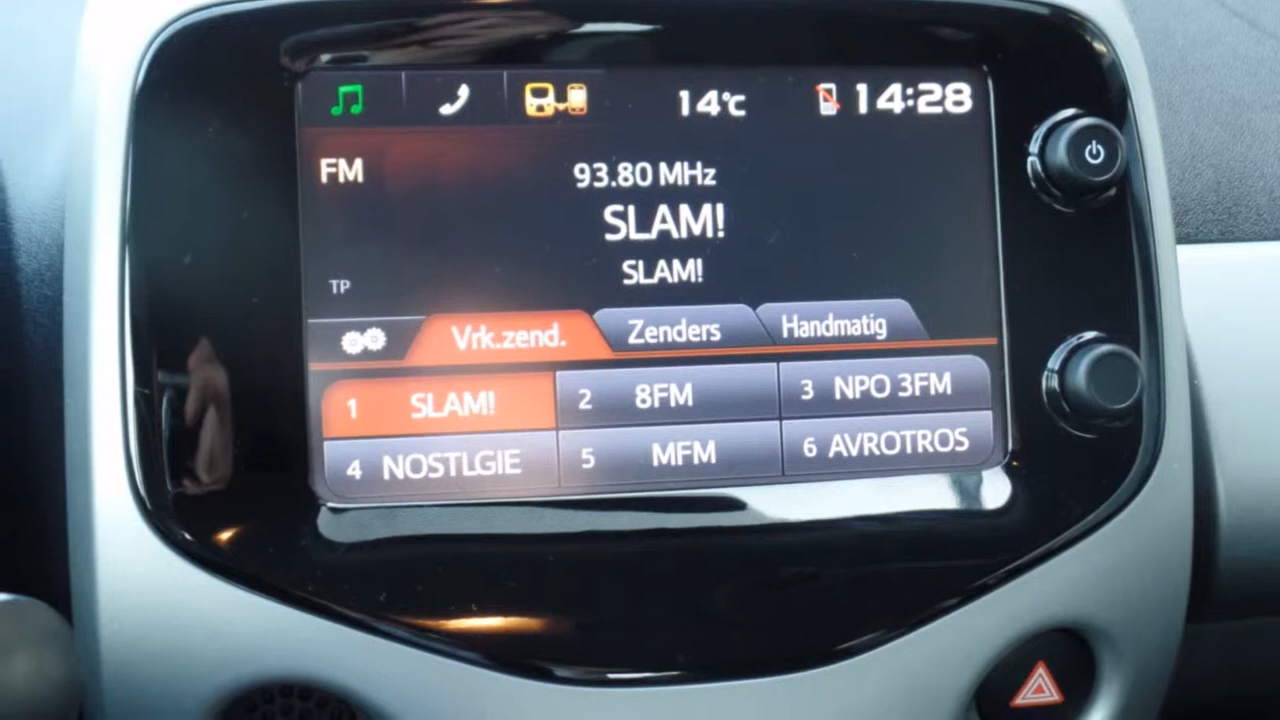 14°C 14:28
FM
93.80 MHz
SLAM!
SLAM!
TP
Vrk.zend. Zenders Handmatig
1 SLAM! 2 8FM 3 NPO 3FM
4 NOSTLGIE 5 MFM 6 AVROTROS